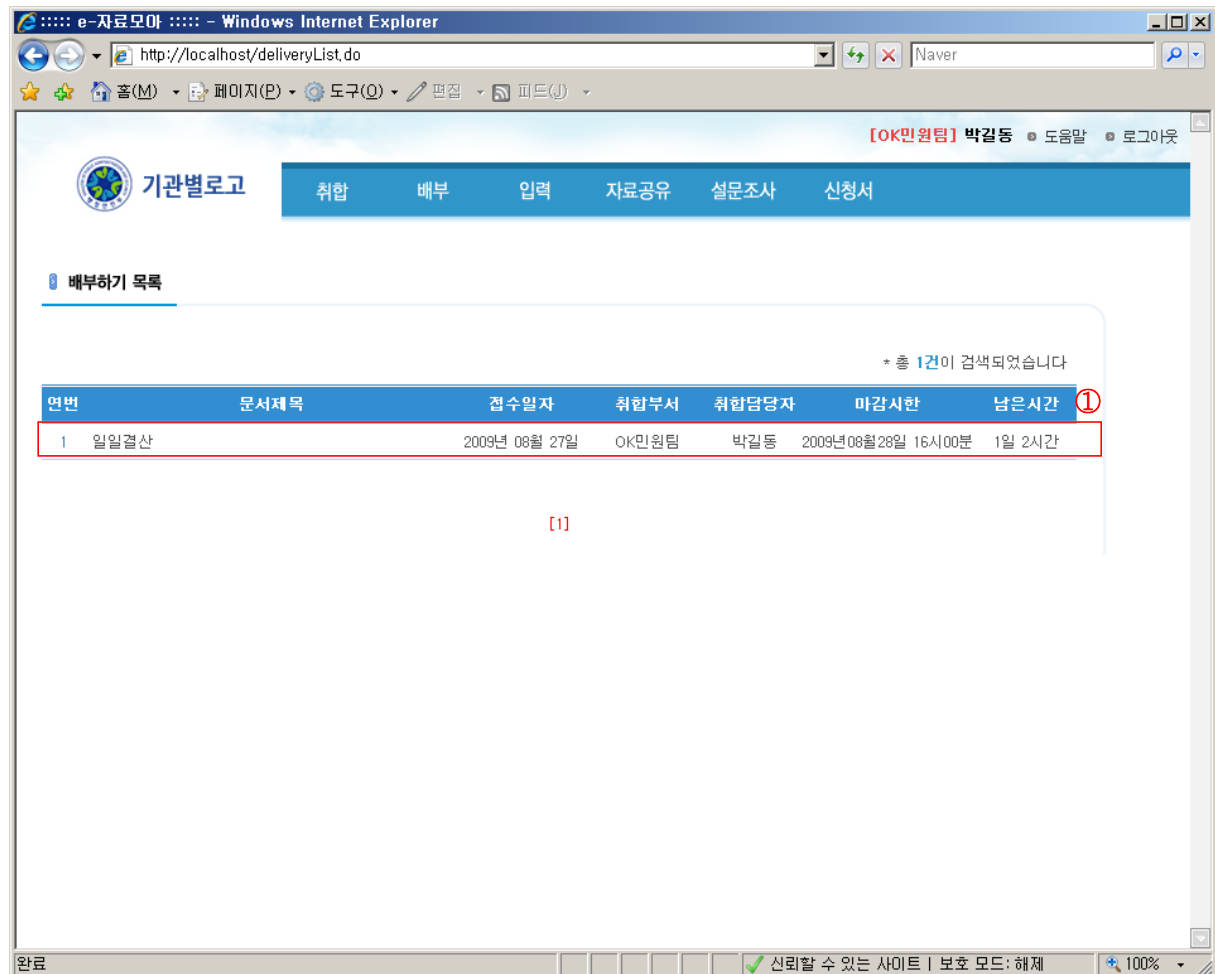 ::::: e-자료모아 ::::: - Windows Internet Explorer
http://localhost/deliveryList.do Naver
홈(M) 페이지(P) 도구(O) 편집 피드(J)
[OK민원팀] 박길동 도움말 로그아웃
기관별로고 취합 배부 입력 자료공유 설문조사 신청서
배부하기 목록
* 총 1건이 검색되었습니다
연번 문서제목 접수일자 취합부서 취합담당자 마감시한 남은시간 ①
1 일일결산 2009년 08월 27일 OK민원팀 박길동 2009년08월28일 16시00분 1일 2시간
[1]
완료 신뢰할 수 있는 사이트 | 보호 모드: 해제 100%